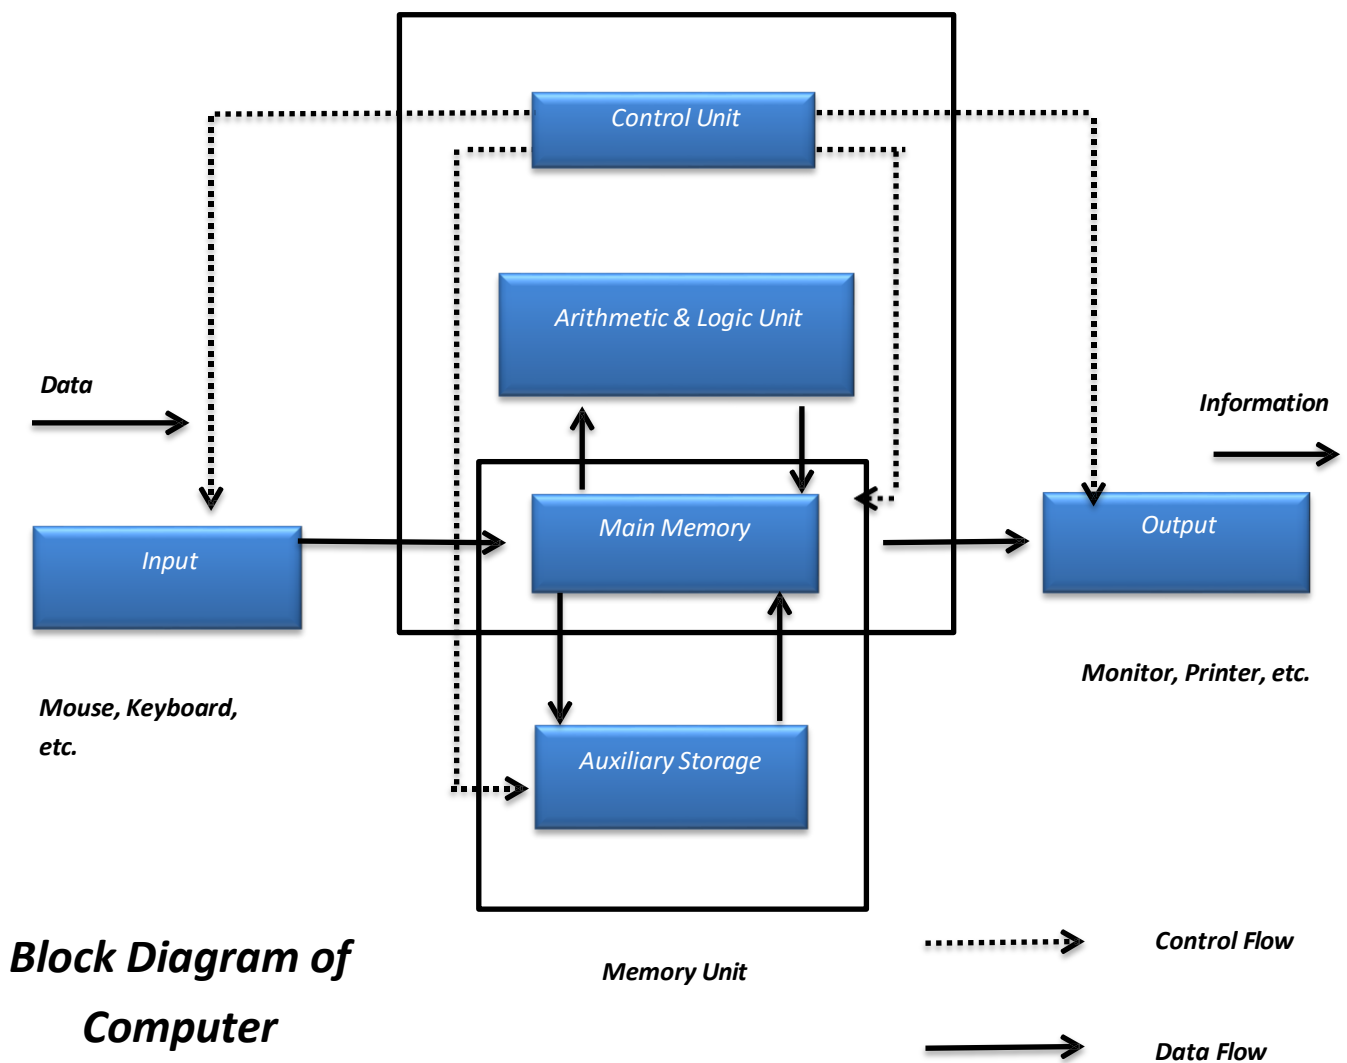 Control Unit
Arithmetic & Logic Unit
Data
Information
Main Memory
Output
Input
Monitor, Printer, etc.
Mouse, Keyboard,
etc.
Auxiliary Storage
Block Diagram of
Computer
Memory Unit
Control Flow
Data Flow